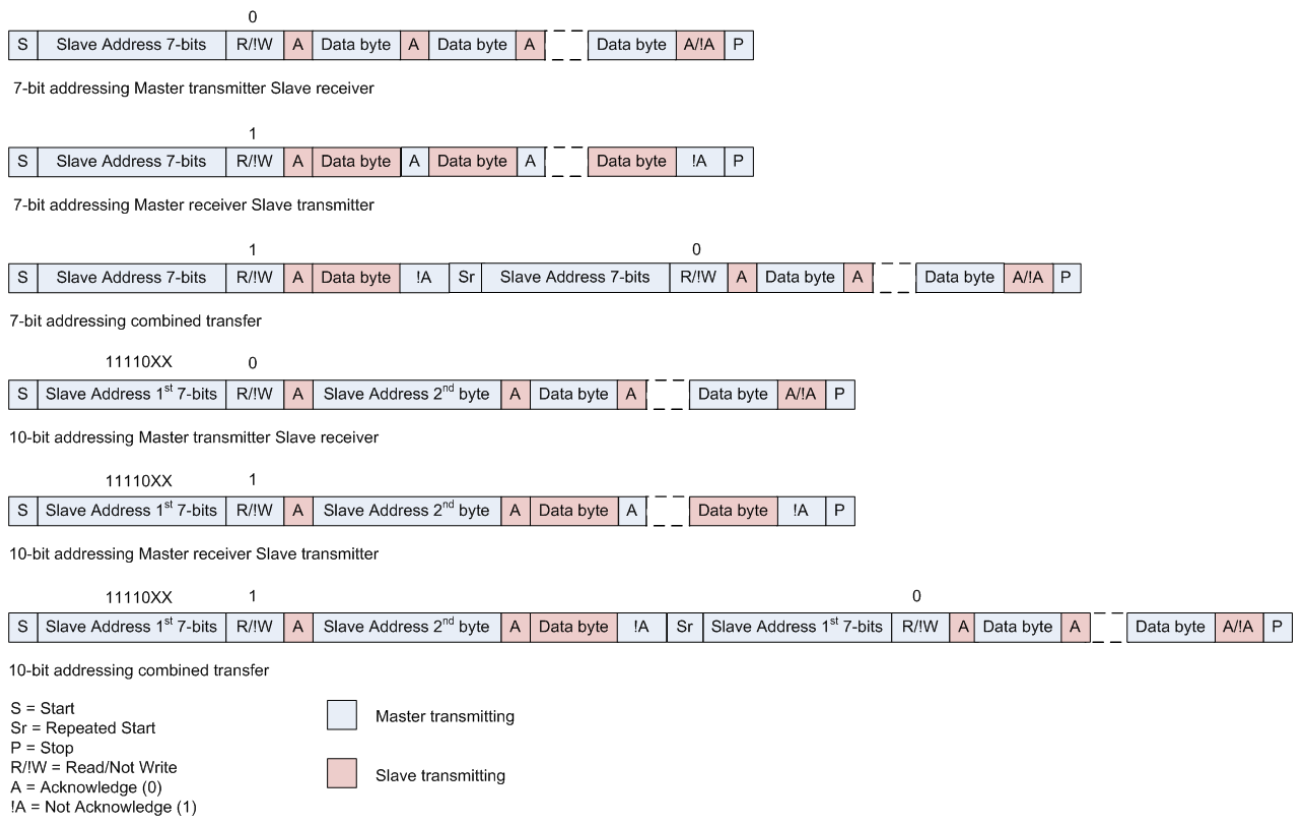 0
S Slave Address 7-bits R/!W A Data byte A Data byte A Data byte A/!A P
7-bit addressing Master transmitter Slave receiver
1
S Slave Address 7-bits R/!W A Data byte A Data byte A Data byte !A P
7-bit addressing Master receiver Slave transmitter
1 0
S Slave Address 7-bits R/!W A Data byte !A Sr Slave Address 7-bits R/!W A Data byte A Data byte A/!A P
7-bit addressing combined transfer
11110XX 0
S Slave Address 1st 7-bits R/!W A Slave Address 2nd byte A Data byte A Data byte A/!A P
10-bit addressing Master transmitter Slave receiver
11110XX 1
S Slave Address 1st 7-bits R/!W A Slave Address 2nd byte A Data byte A Data byte !A P
10-bit addressing Master receiver Slave transmitter
11110XX 1 0
S Slave Address 1st 7-bits R/!W A Slave Address 2nd byte A Data byte !A Sr Slave Address 1st 7-bits R/!W A Data byte A Data byte A/!A P
10-bit addressing combined transfer
S = Start
Sr = Repeated Start
P = Stop
R/!W = Read/Not Write
A = Acknowledge (0)
!A = Not Acknowledge (1)
Master transmitting
Slave transmitting